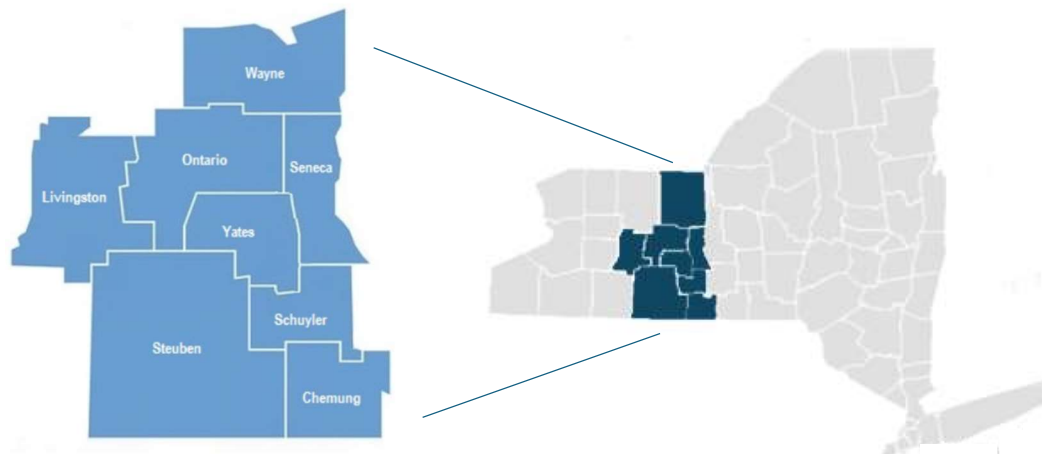 Wayne
Ontario
Seneca
Livingston
Yates
Schuyler
Steuben
Chemung